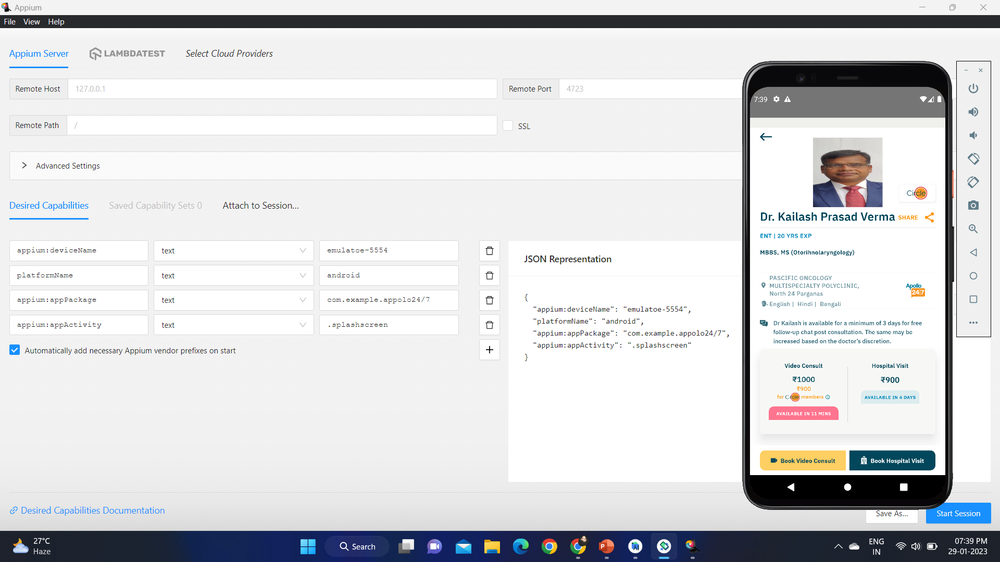 Appium
File View Help
Appium Server LAMBDATEST Select Cloud Providers
Remote Host 127.0.0.1 Remote Port 4723
Remote Path / SSL
Advanced Settings
Desired Capabilities Saved Capability Sets 0 Attach to Session...
appium:deviceName text emulatoe-5554
platformName text android
appium:appPackage text com.example.appolo24/7
appium:appActivity text .splashscreen
Automatically add necessary Appium vendor prefixes on start
JSON Representation
{
"appium:deviceName": "emulatoe-5554",
"platformName": "android",
"appium:appPackage": "com.example.appolo24/7",
"appium:appActivity": ".splashscreen"
}
7:39
Circle
Dr. Kailash Prasad Verma SHARE
ENT | 20 YRS EXP
MBBS, MS (Otorihnolaryngology)
PASCIFIC ONCOLOGY
MULTISPECIALTY POLYCLINIC,
North 24 Parganas
Apollo
24|7
English | Hindi | Bengali
Dr Kailash is available for a minimum of 3 days for free
follow-up chat post consultation. The same may be
increased based on the doctor's discretion.
Video Consult
₹1000
₹900
for Circle members
AVAILABLE IN 11 MINS
Hospital Visit
₹900
AVAILABLE IN 4 DAYS
Book Video Consult Book Hospital Visit
Desired Capabilities Documentation
Save As... Start Session
27°C
Haze
Search
ENG
IN
07:39 PM
29-01-2023